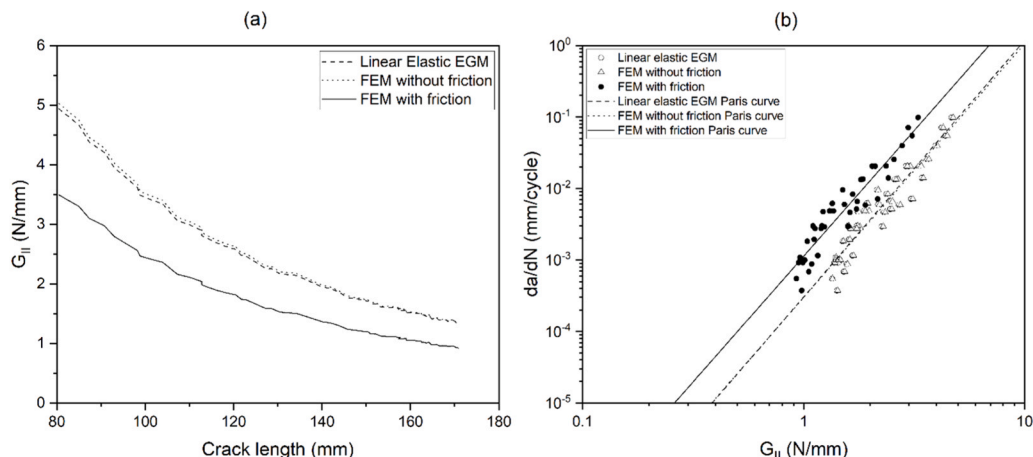 (a)
6
5
4
3
2
1
0
80
100
120
140
160
180
G_II (N/mm)
Crack length (mm)
Linear Elastic EGM
FEM without friction
FEM with friction
(b)
10^0
10^-1
10^-2
10^-3
10^-4
10^-5
0.1
1
10
da/dN (mm/cycle)
G_II (N/mm)
Linear elastic EGM
FEM without friction
FEM with friction
Linear elastic EGM Paris curve
FEM without friction Paris curve
FEM with friction Paris curve